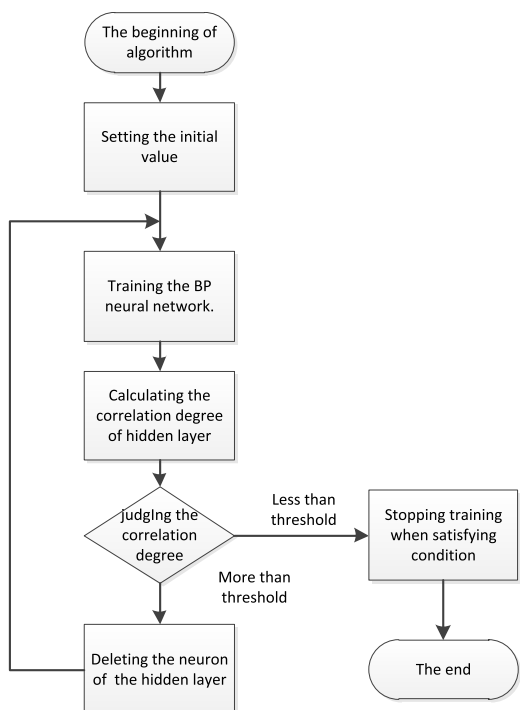 The beginning of
algorithm
Setting the initial
value
Training the BP
neural network.
Calculating the
correlation degree
of hidden layer
judgIng the
correlation
degree
Less than
threshold
Stopping training
when satisfying
condition
More than
threshold
Deleting the neuron
of the hidden layer
The end